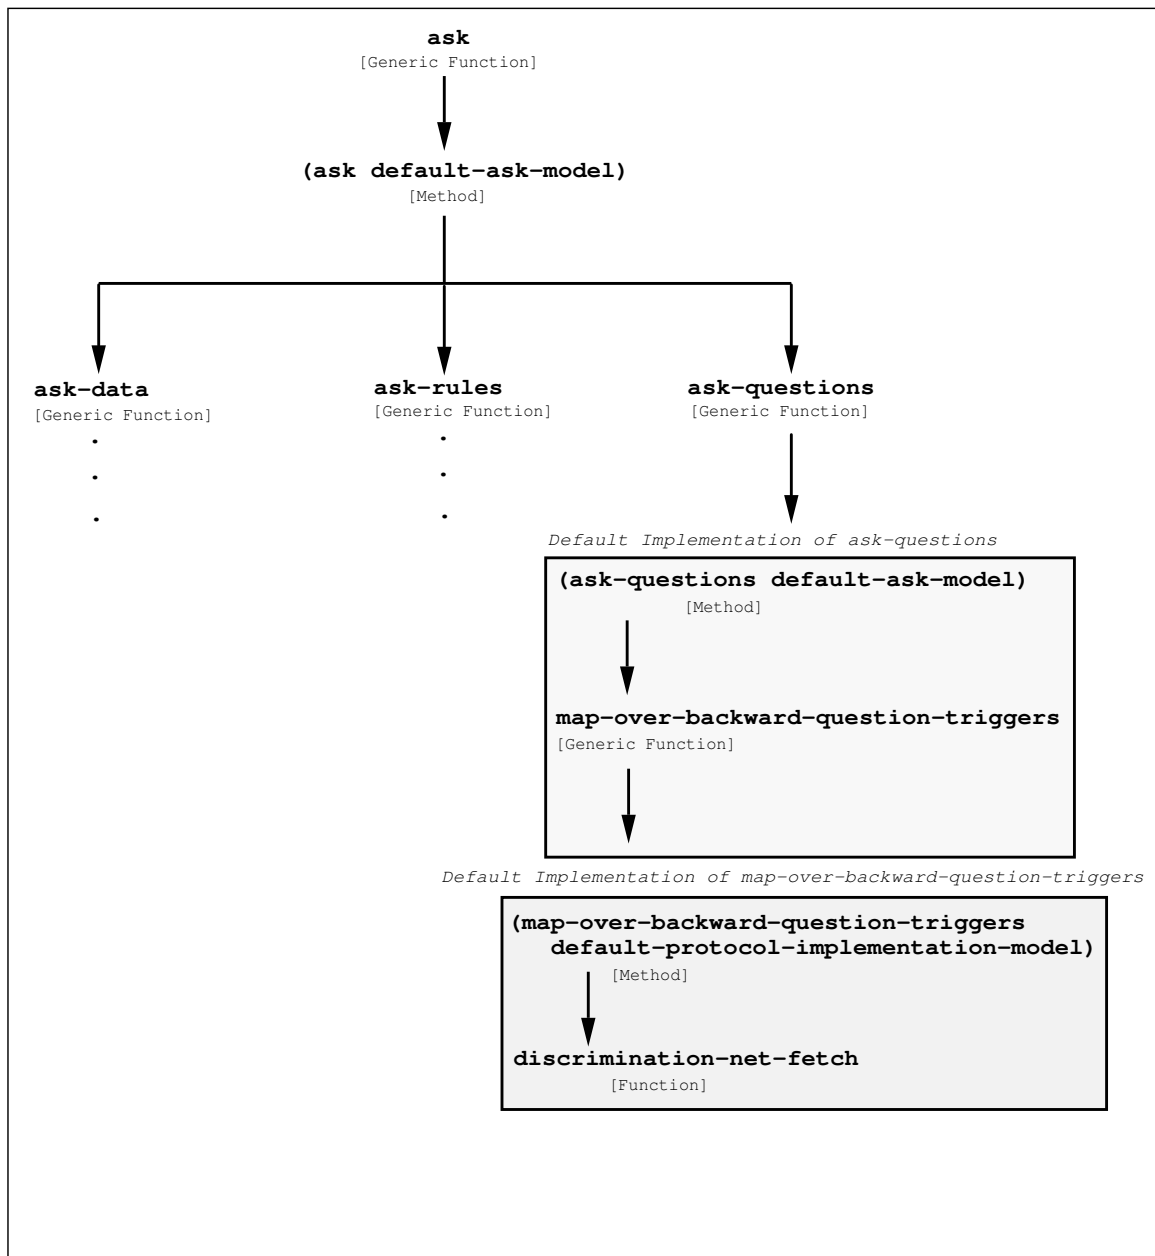 ask
[Generic Function]
(ask default-ask-model)
[Method]
ask-data
[Generic Function]
ask-rules
[Generic Function]
ask-questions
[Generic Function]
Default Implementation of ask-questions
(ask-questions default-ask-model)
[Method]
map-over-backward-question-triggers
[Generic Function]
Default Implementation of map-over-backward-question-triggers
(map-over-backward-question-triggers
default-protocol-implementation-model)
[Method]
discrimination-net-fetch
[Function]